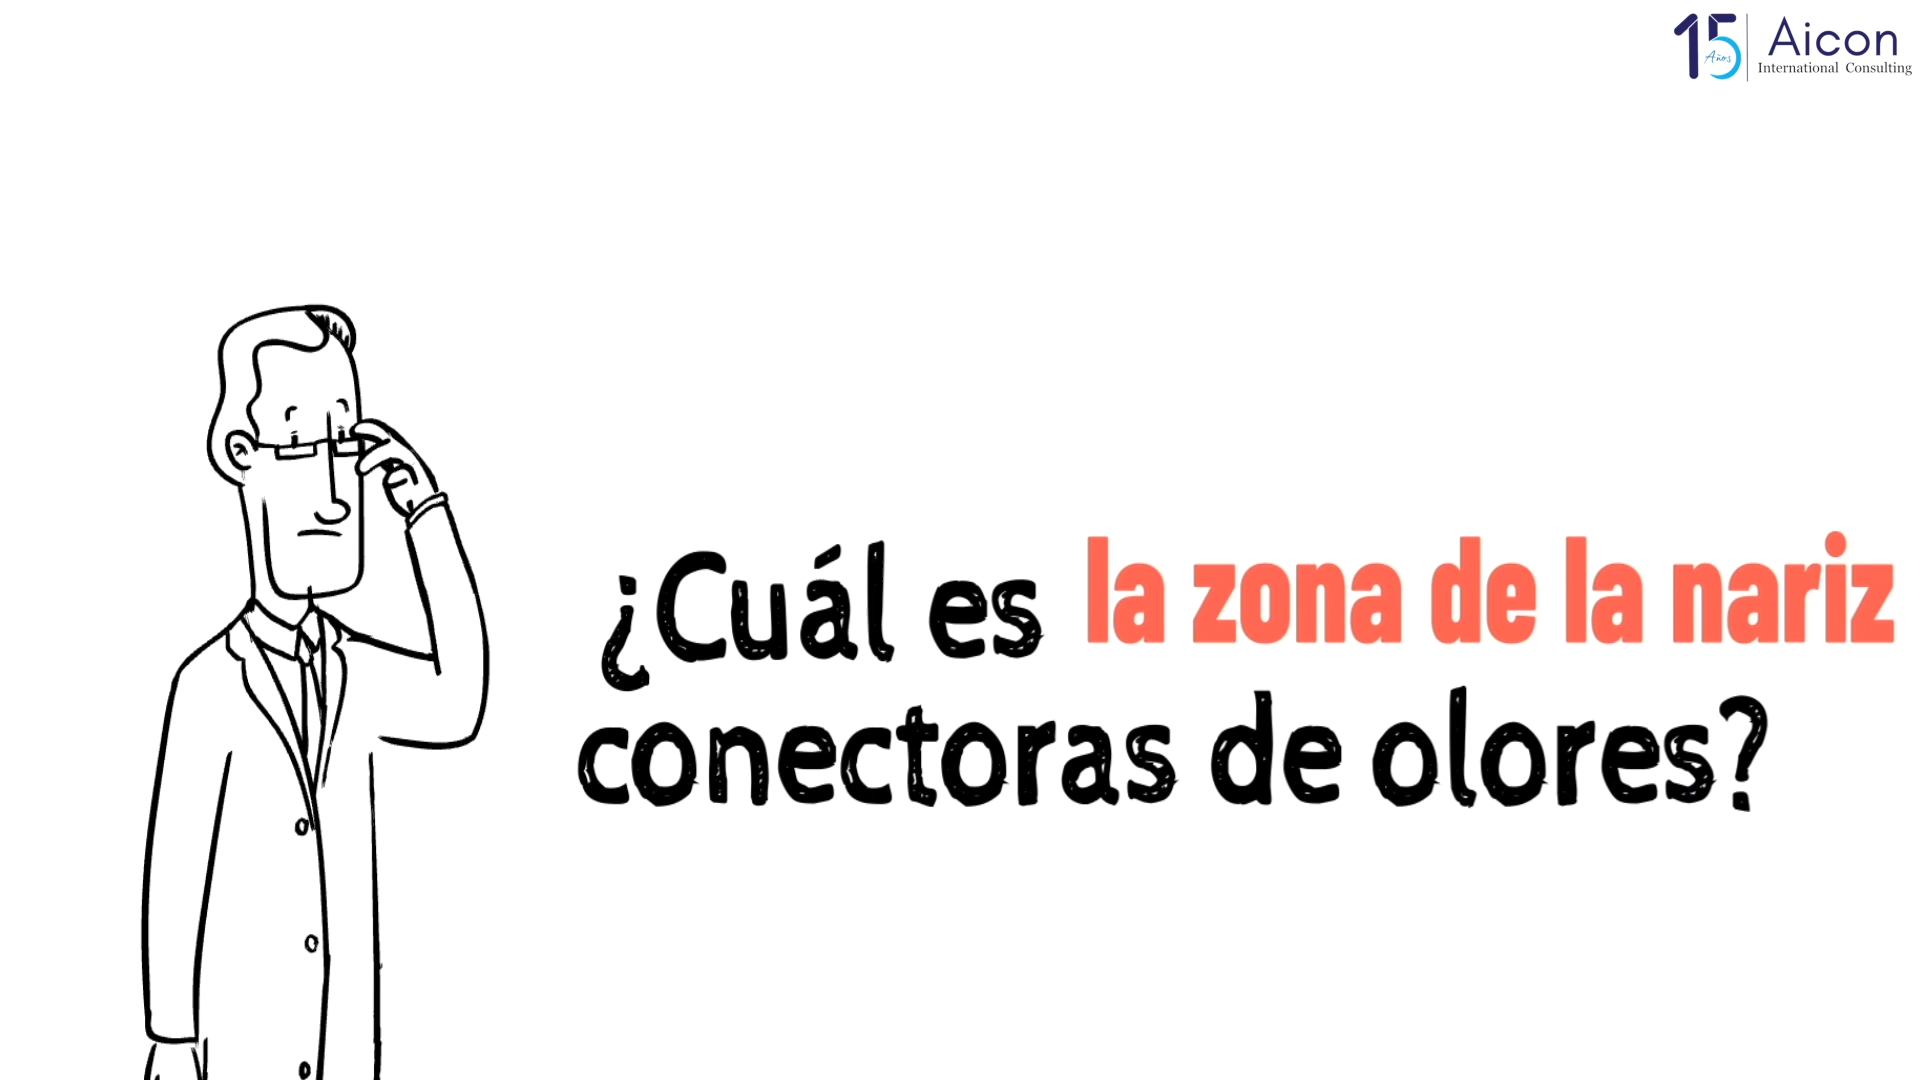 15 Años
Aicon
International Consulting
¿Cuál es la zona de la nariz
conectoras de olores?